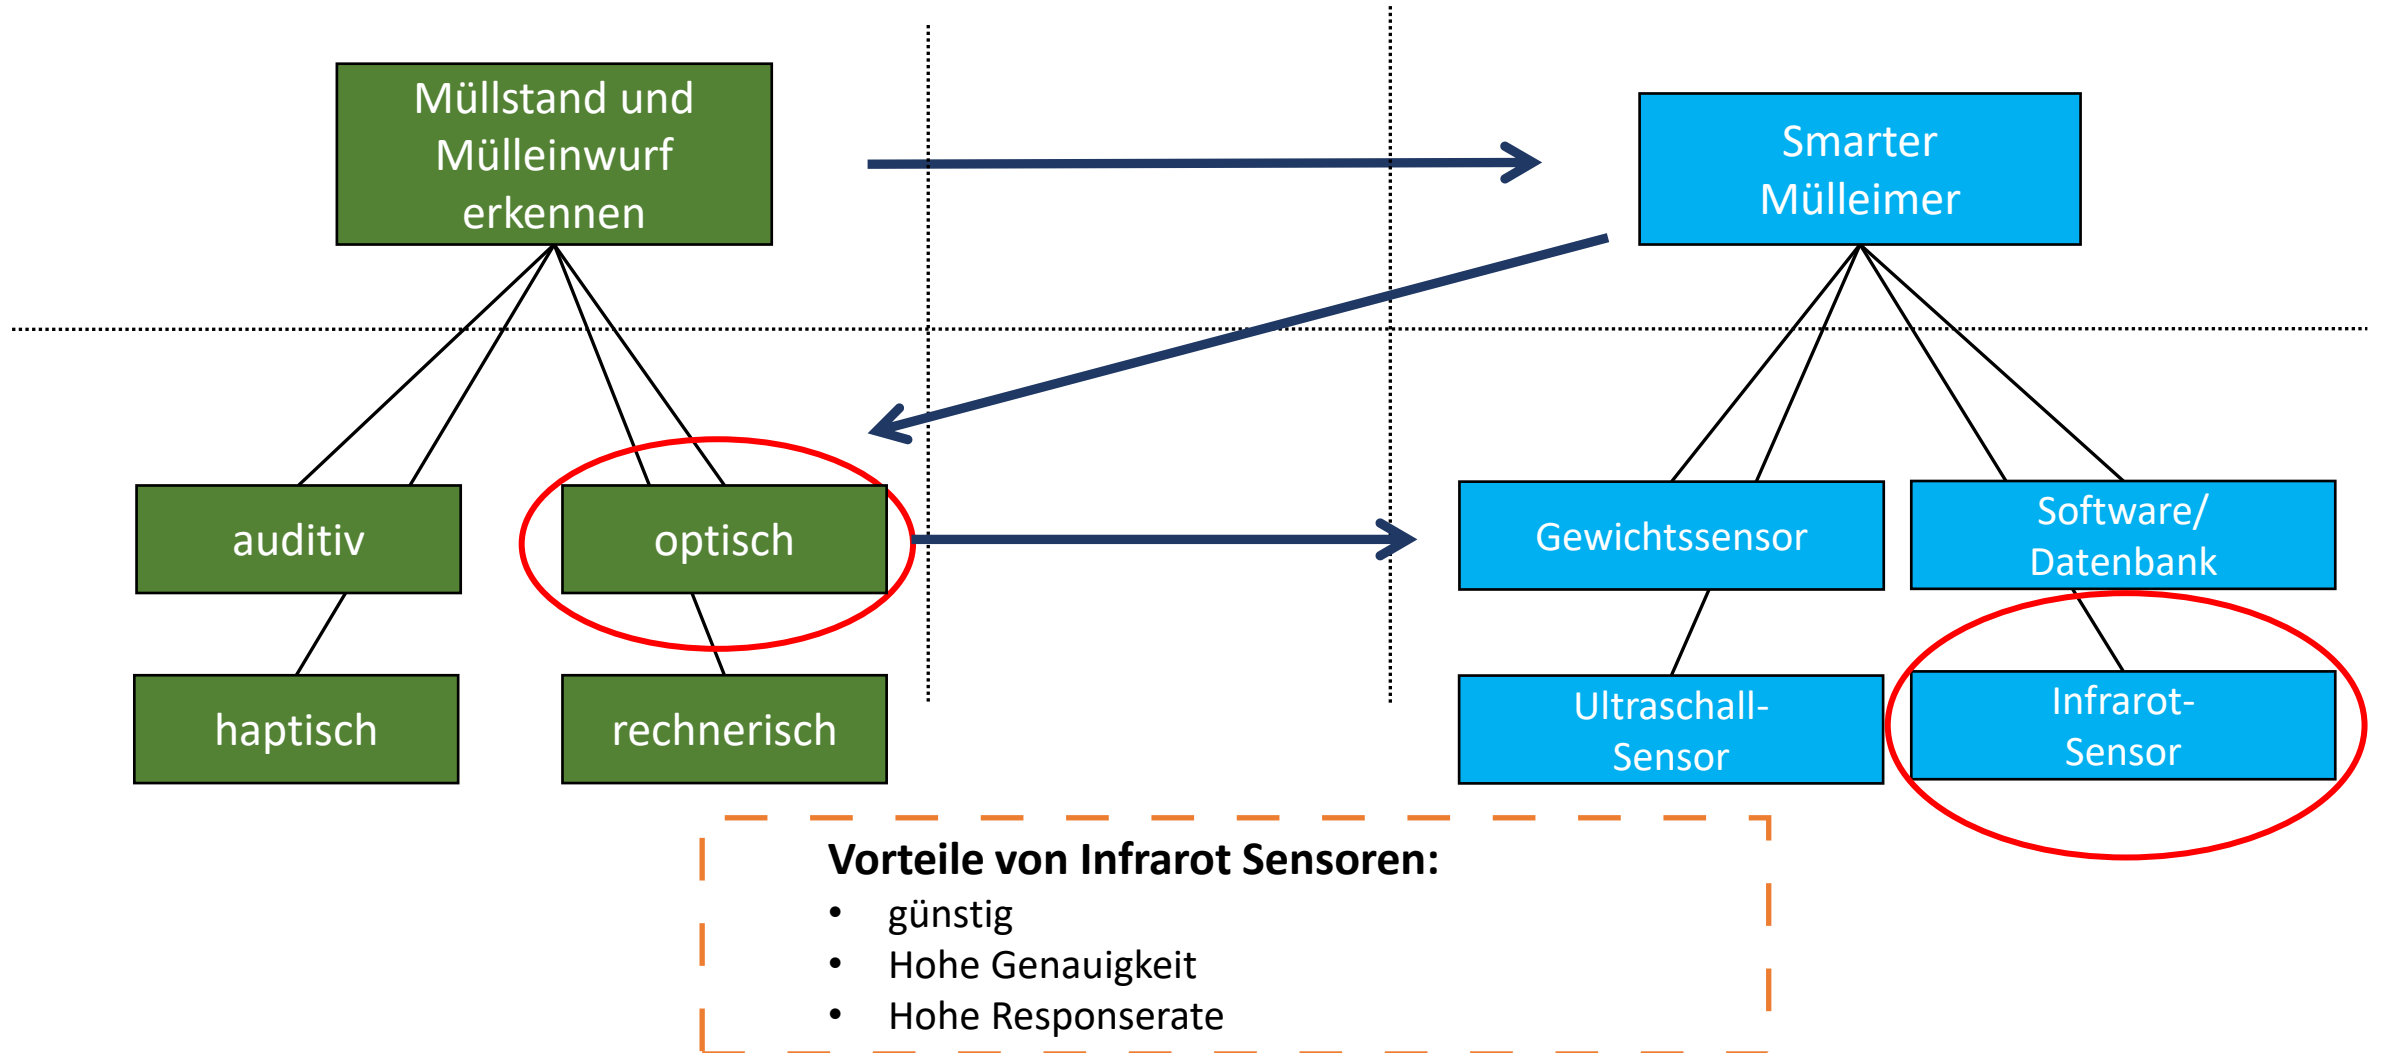 Müllstand und
Mülleinwurf
erkennen
Smarter
Mülleimer
auditiv
optisch
Gewichtssensor
Software/
Datenbank
haptisch
rechnerisch
Ultraschall-
Sensor
Infrarot-
Sensor
Vorteile von Infrarot Sensoren:
• günstig
• Hohe Genauigkeit
• Hohe Responserate